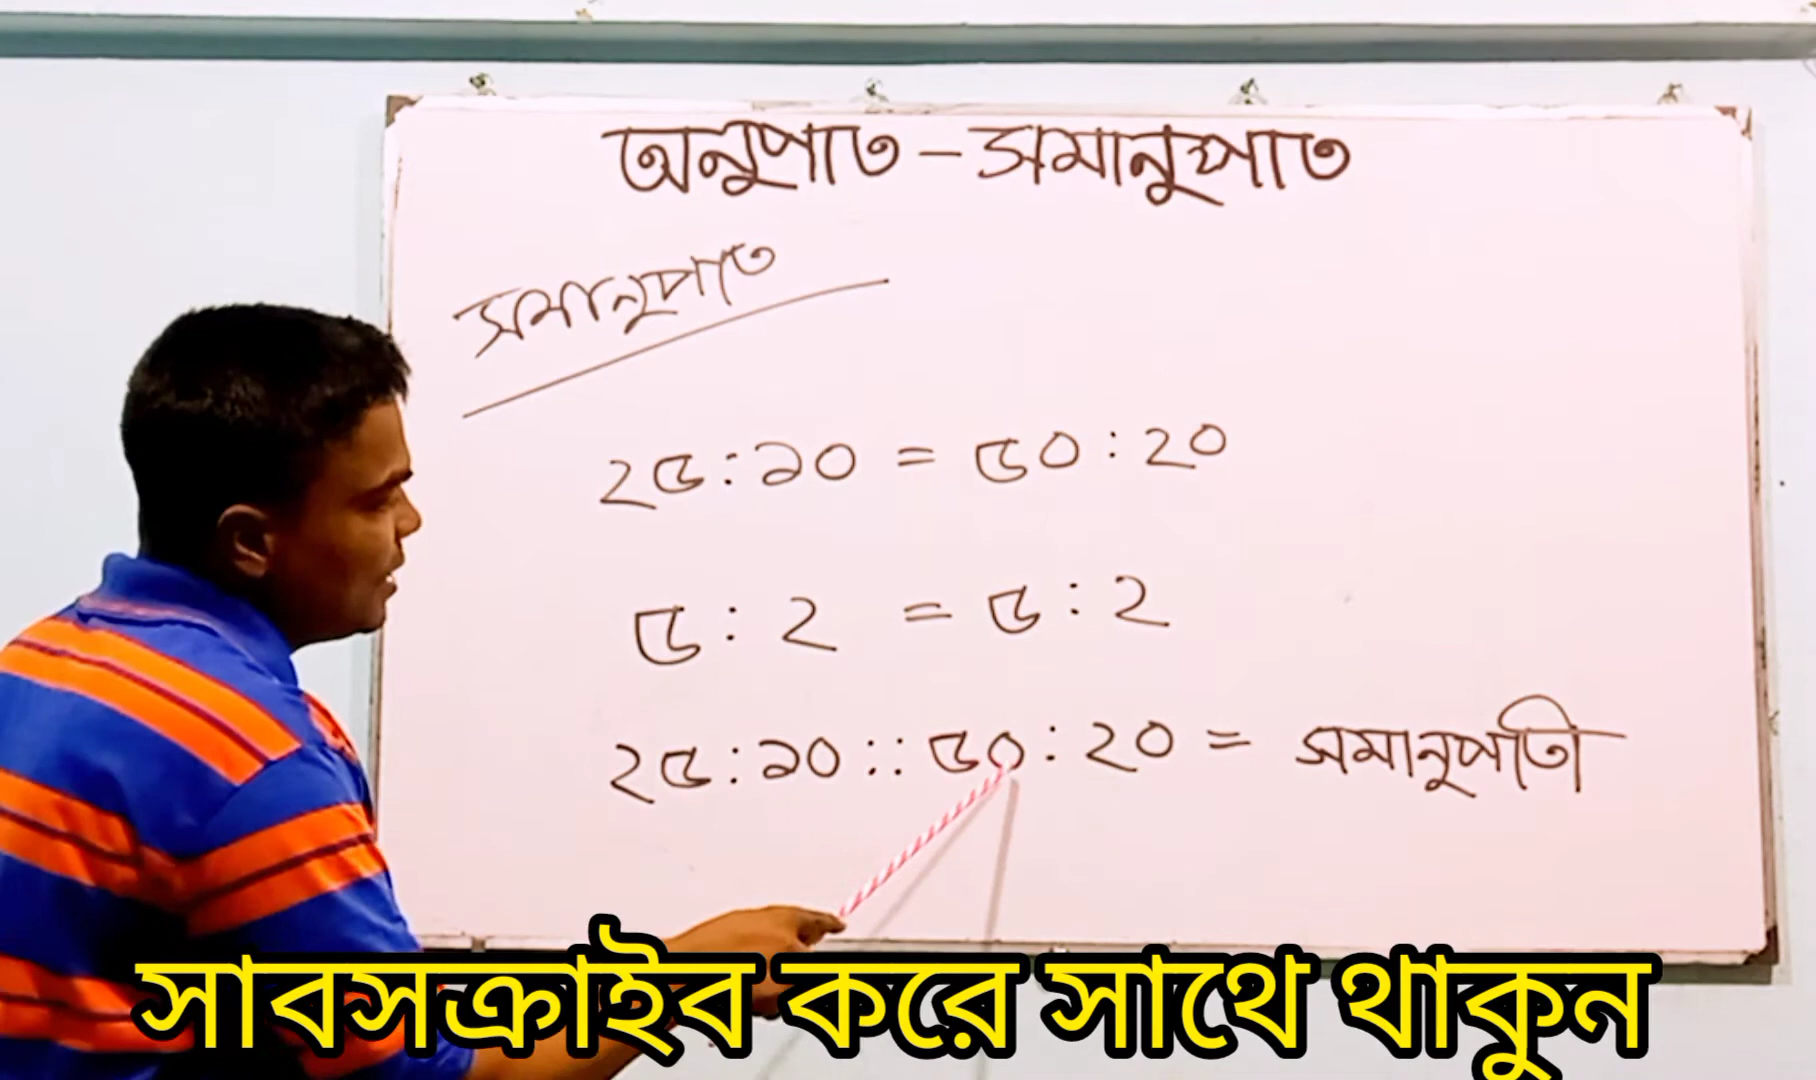 অনুপাত - সমানুপাত
সমানুপাত
২৫ : ১০ = ৫০ : ২০
৫ : ২ = ৫ : ২
২৫ : ১০ :: ৫০ : ২০ = সমানুপাতী
সাবসক্রাইব করে সাথে থাকুন